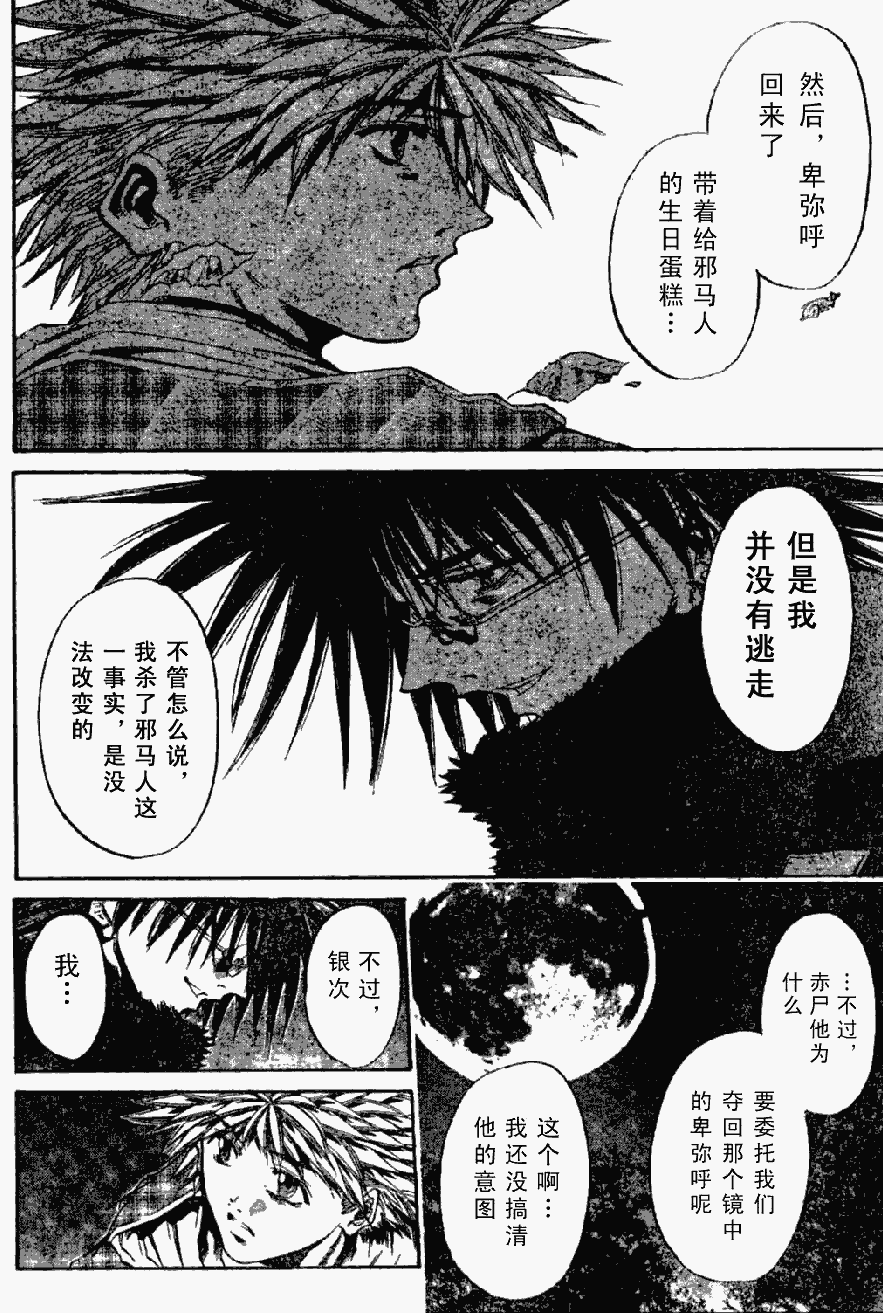 然后，卑弥呼
回来了
带着给邪马人
的生日蛋糕…
但是我
并没有逃走
不管怎么说，
我杀了邪马人这
一事实，是没
法改变的
…不过，
赤尸他为
什么
要委托我们
夺回那个镜中
的卑弥呼呢
这个啊…
我还没搞清
他的意图
不过，
银次
我…